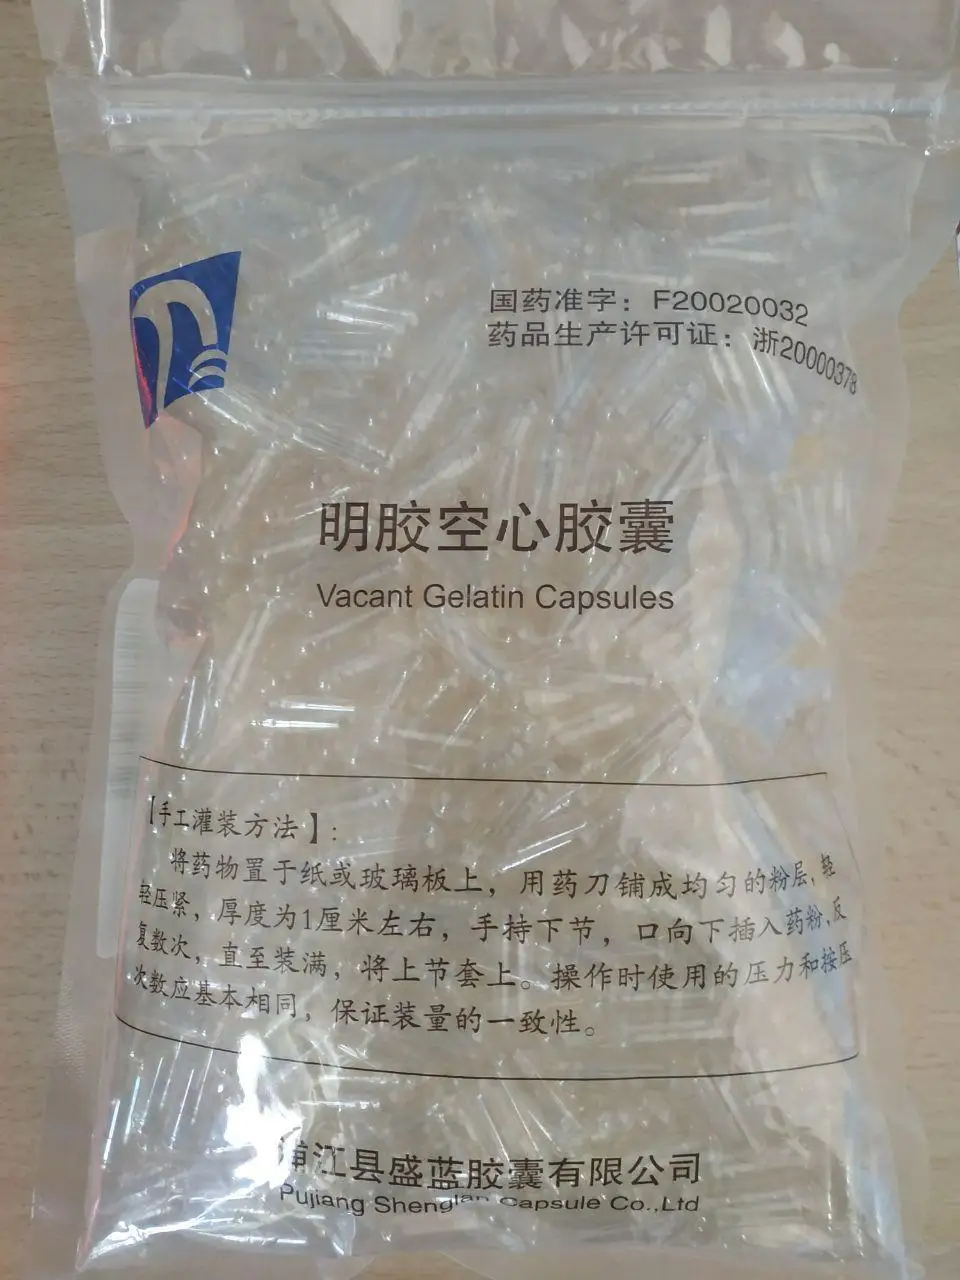 国药准字：F20020032
药品生产许可证：浙20000378
明胶空心胶囊
Vacant Gelatin Capsules
【手工灌装方法】：
将药物置于纸或玻璃板上，用药刀铺成均匀的粉层，轻
轻压紧，厚度为1厘米左右，手持下节，口向下插入药粉，反
复数次，直至装满，将上节套上。操作时使用的压力和按压
次数应基本相同，保证装量的一致性。
浦江县盛蓝胶囊有限公司
Pujiang Shenglan Capsule Co.,Ltd